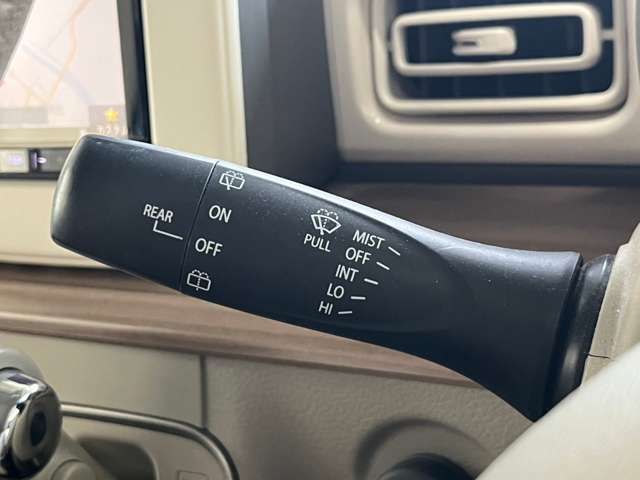 REAR
ON
OFF
PULL
MIST
OFF
INT
LO
HI